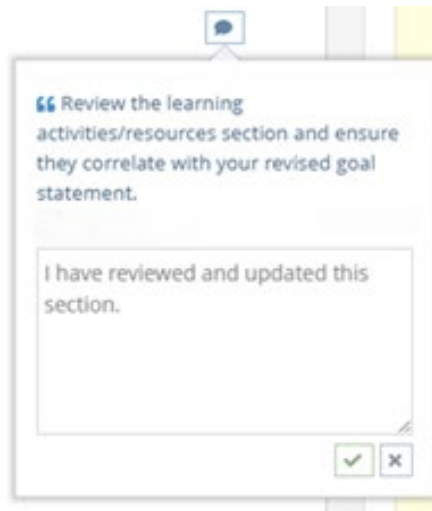 ❝ Review the learning
activities/resources section and ensure
they correlate with your revised goal
statement.
I have reviewed and updated this
section.